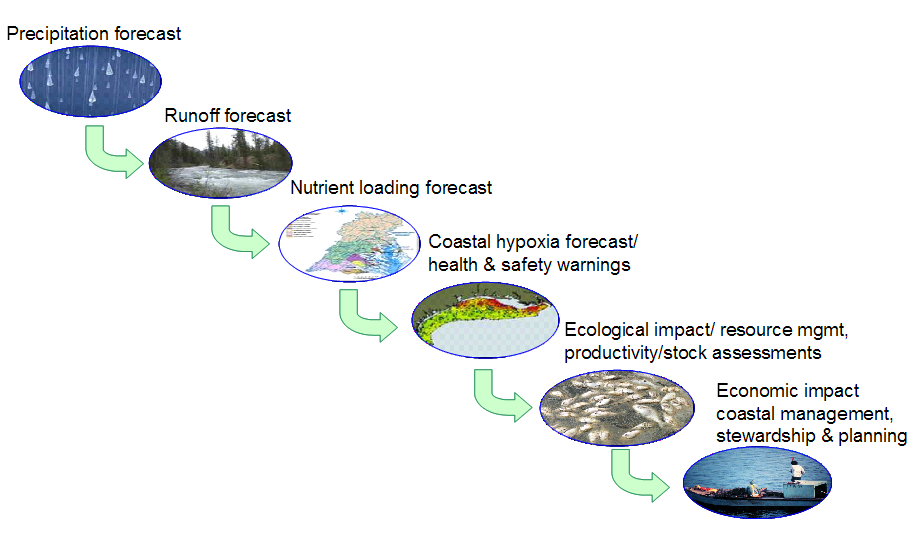 Precipitation forecast
Runoff forecast
Nutrient loading forecast
Coastal hypoxia forecast/
health & safety warnings
Ecological impact/ resource mgmt,
productivity/stock assessments
Economic impact
coastal management,
stewardship & planning